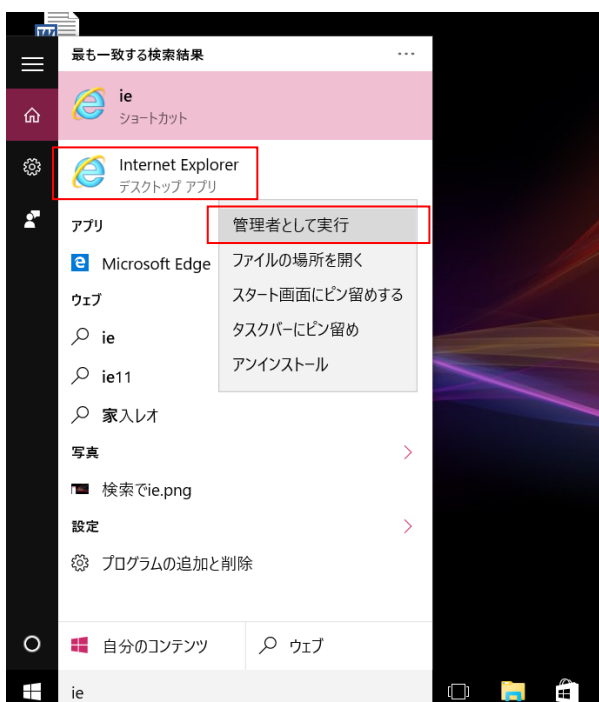 最も一致する検索結果
ie
ショートカット
Internet Explorer
デスクトップ アプリ
管理者として実行
ファイルの場所を開く
スタート画面にピン留めする
タスクバーにピン留め
アンインストール
アプリ
Microsoft Edge
ウェブ
ie
ie11
家入レオ
写真
検索でie.png
設定
プログラムの追加と削除
自分のコンテンツ
ウェブ
ie